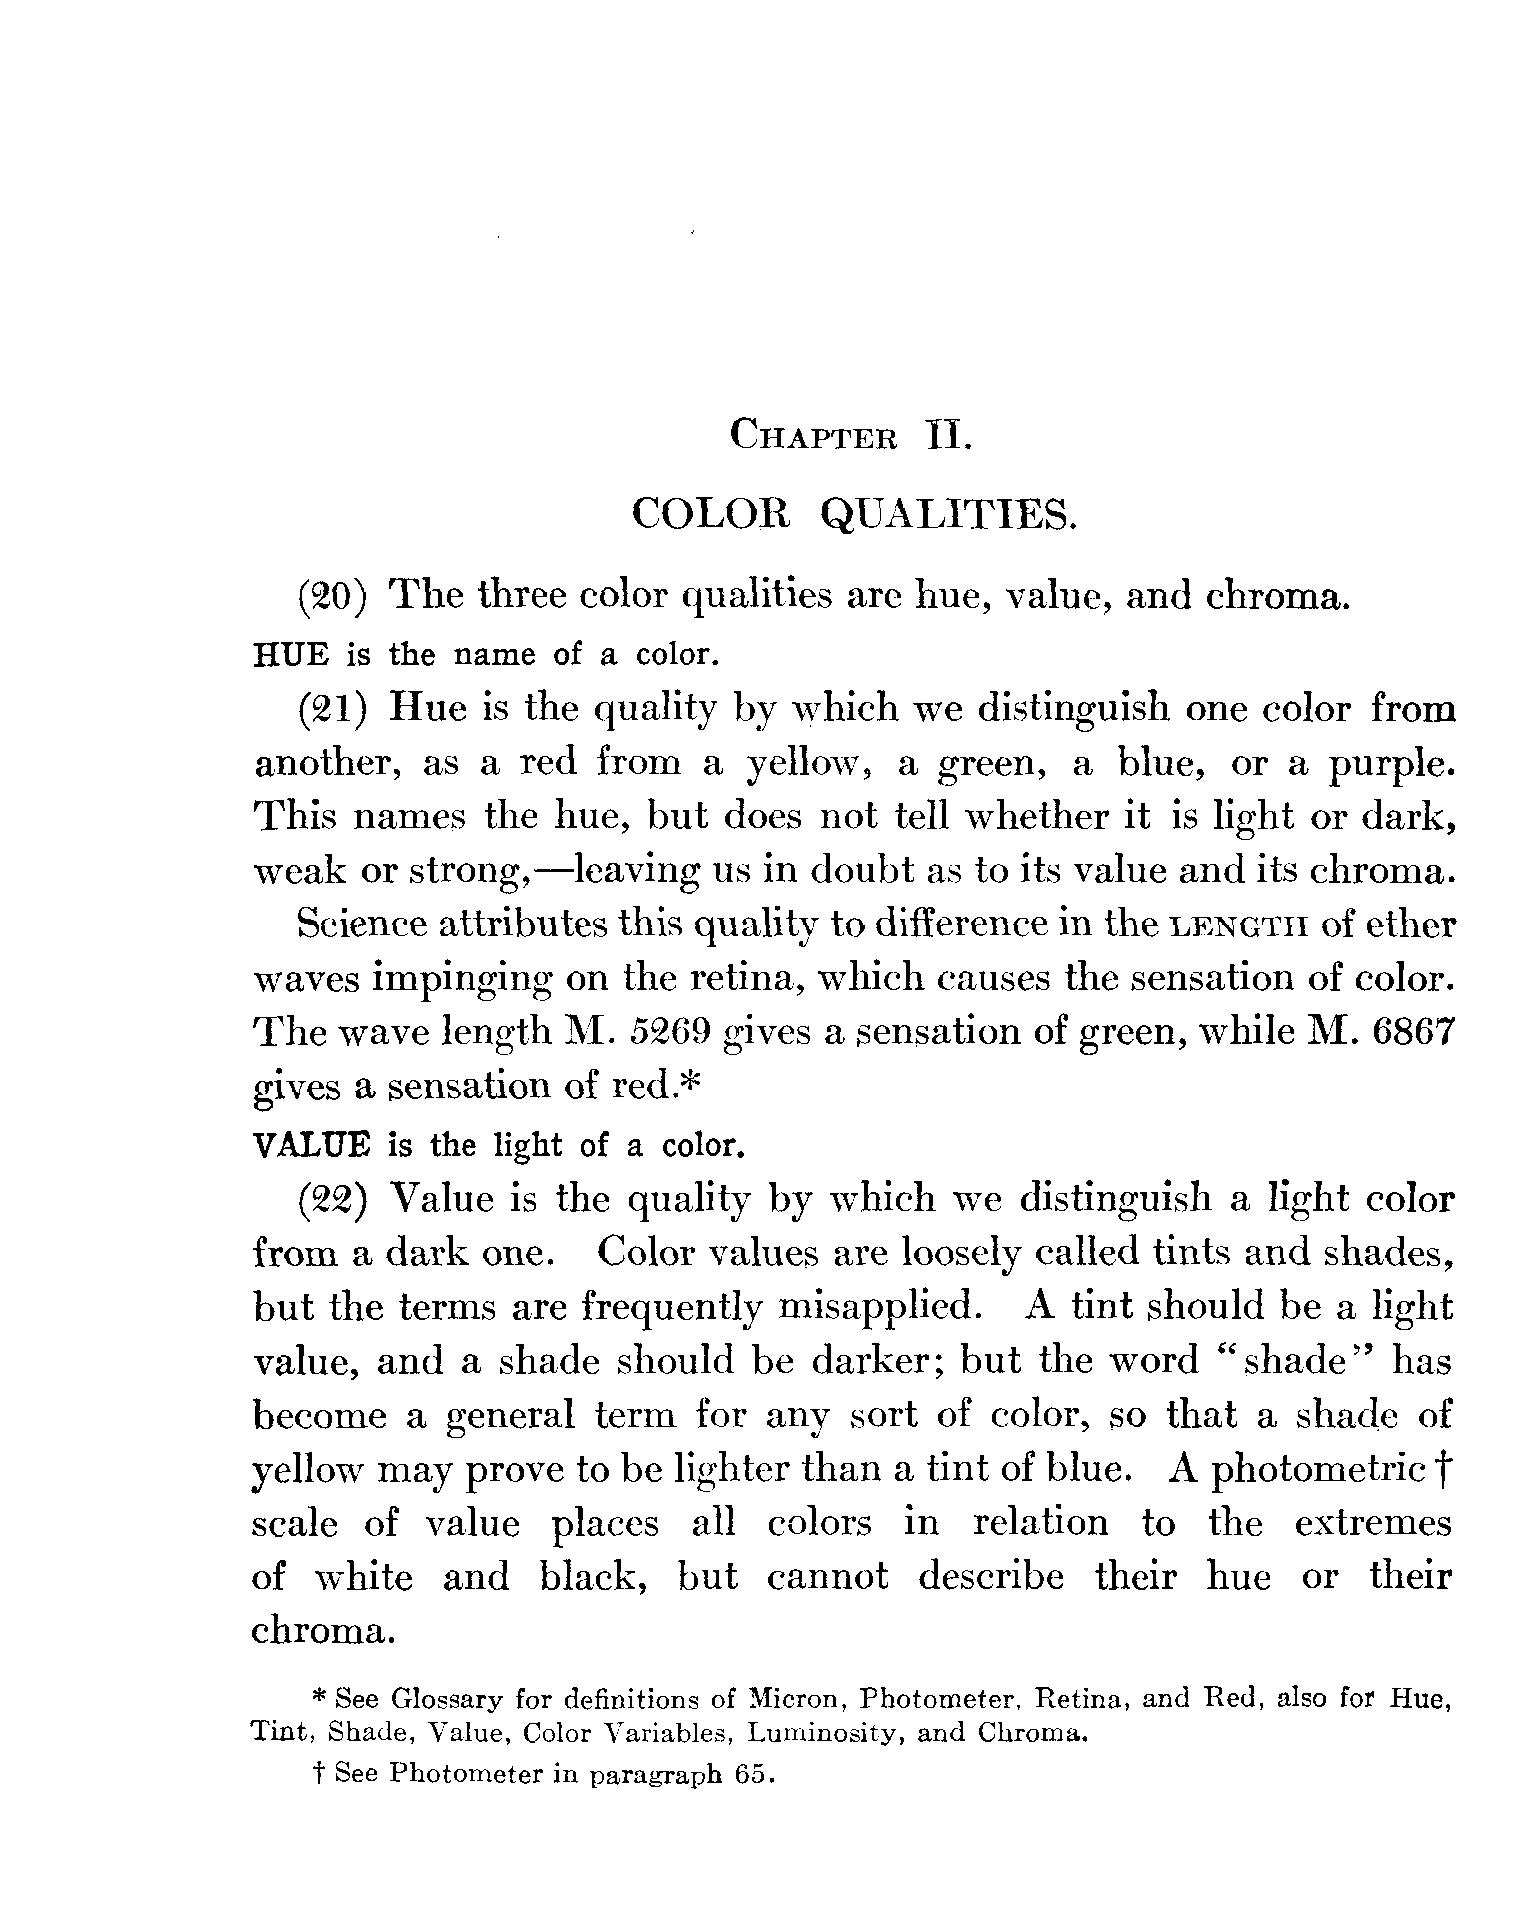 CHAPTER II.
COLOR QUALITIES.
(20) The three color qualities are hue, value, and chroma.
HUE is the name of a color.
(21) Hue is the quality by which we distinguish one color from
another, as a red from a yellow, a green, a blue, or a purple.
This names the hue, but does not tell whether it is light or dark,
weak or strong,—leaving us in doubt as to its value and its chroma.
Science attributes this quality to difference in the LENGTH of ether
waves impinging on the retina, which causes the sensation of color.
The wave length M. 5269 gives a sensation of green, while M. 6867
gives a sensation of red.*
VALUE is the light of a color.
(22) Value is the quality by which we distinguish a light color
from a dark one. Color values are loosely called tints and shades,
but the terms are frequently misapplied. A tint should be a light
value, and a shade should be darker; but the word “shade” has
become a general term for any sort of color, so that a shade of
yellow may prove to be lighter than a tint of blue. A photometric †
scale of value places all colors in relation to the extremes
of white and black, but cannot describe their hue or their
chroma.
* See Glossary for definitions of Micron, Photometer, Retina, and Red, also for Hue,
Tint, Shade, Value, Color Variables, Luminosity, and Chroma.
† See Photometer in paragraph 65.